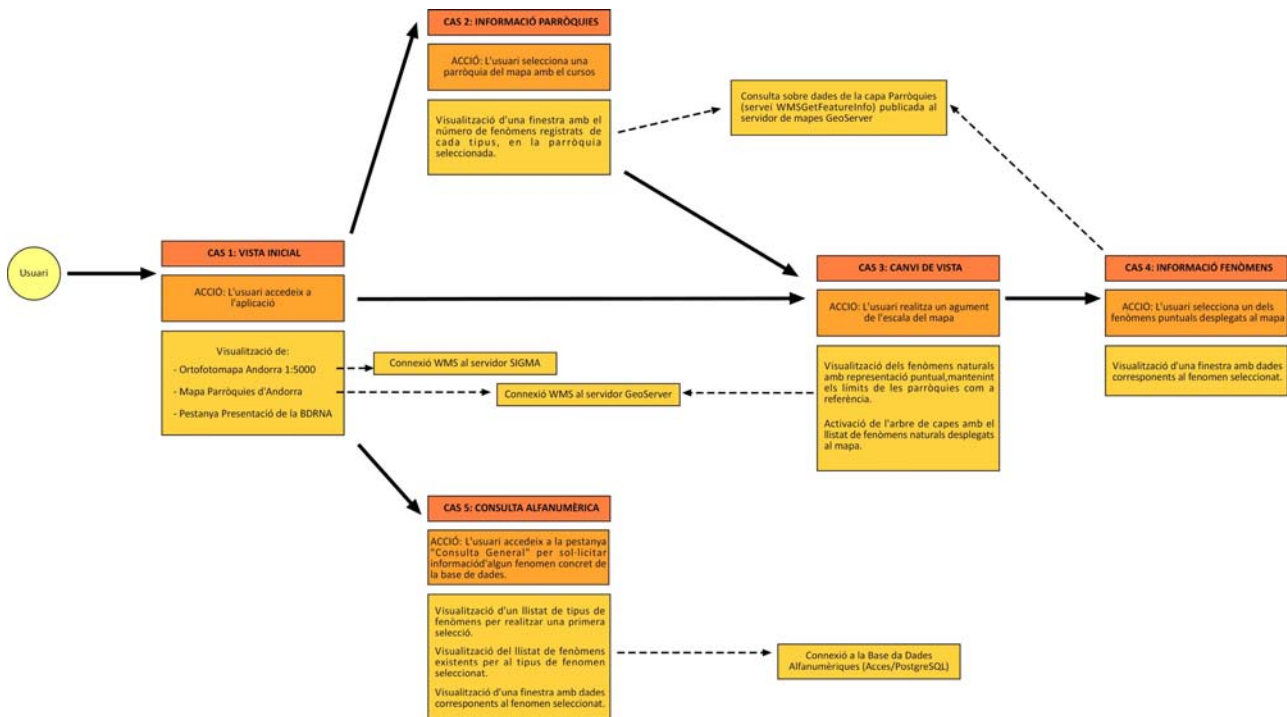 CAS 2: INFORMACIÓ PARRÒQUIES
ACCIÓ: L'usuari selecciona una
parròquia del mapa amb el cursos
Visualització d'una finestra amb el
número de fenòmens registrats de
cada tipus, en la parròquia
seleccionada.
Consulta sobre dades de la capa Parròquies
(servei WMSGetFeatureInfo) publicada al
servidor de mapes GeoServer
Usuari
CAS 1: VISTA INICIAL
ACCIÓ: L'usuari accedeix a
l'aplicació
Visualització de:
- Ortofotomapa Andorra 1:5000
- Mapa Parròquies d'Andorra
- Pestanya Presentació de la BDRNA
Connexió WMS al servidor SIGMA
Connexió WMS al servidor GeoServer
CAS 3: CANVI DE VISTA
ACCIÓ: L'usuari realitza un agument
de l'escala del mapa
Visualització dels fenòmens naturals
amb representació puntual,mantenint
els límits de les parròquies com a
referència.
Activació de l'arbre de capes amb el
llistat de fenòmens naturals desplegats
al mapa.
CAS 4: INFORMACIÓ FENÒMENS
ACCIÓ: L'usuari selecciona un dels
fenòmens puntuals desplegats al mapa
Visualització d'una finestra amb dades
corresponents al fenomen seleccionat.
CAS 5: CONSULTA ALFANUMÈRICA
ACCIÓ: L'usuari accedeix a la pestanya
"Consulta General" per sol·licitar
informaciód'algun fenomen concret de
la base de dades.
Visualització d'un llistat de tipus de
fenòmens per realitzar una primera
selecció.
Visualització del llistat de fenòmens
existents per al tipus de fenomen
seleccionat.
Visualització d'una finestra amb dades
corresponents al fenomen seleccionat.
Connexió a la Base da Dades
Alfanumèriques (Acces/PostgreSQL)